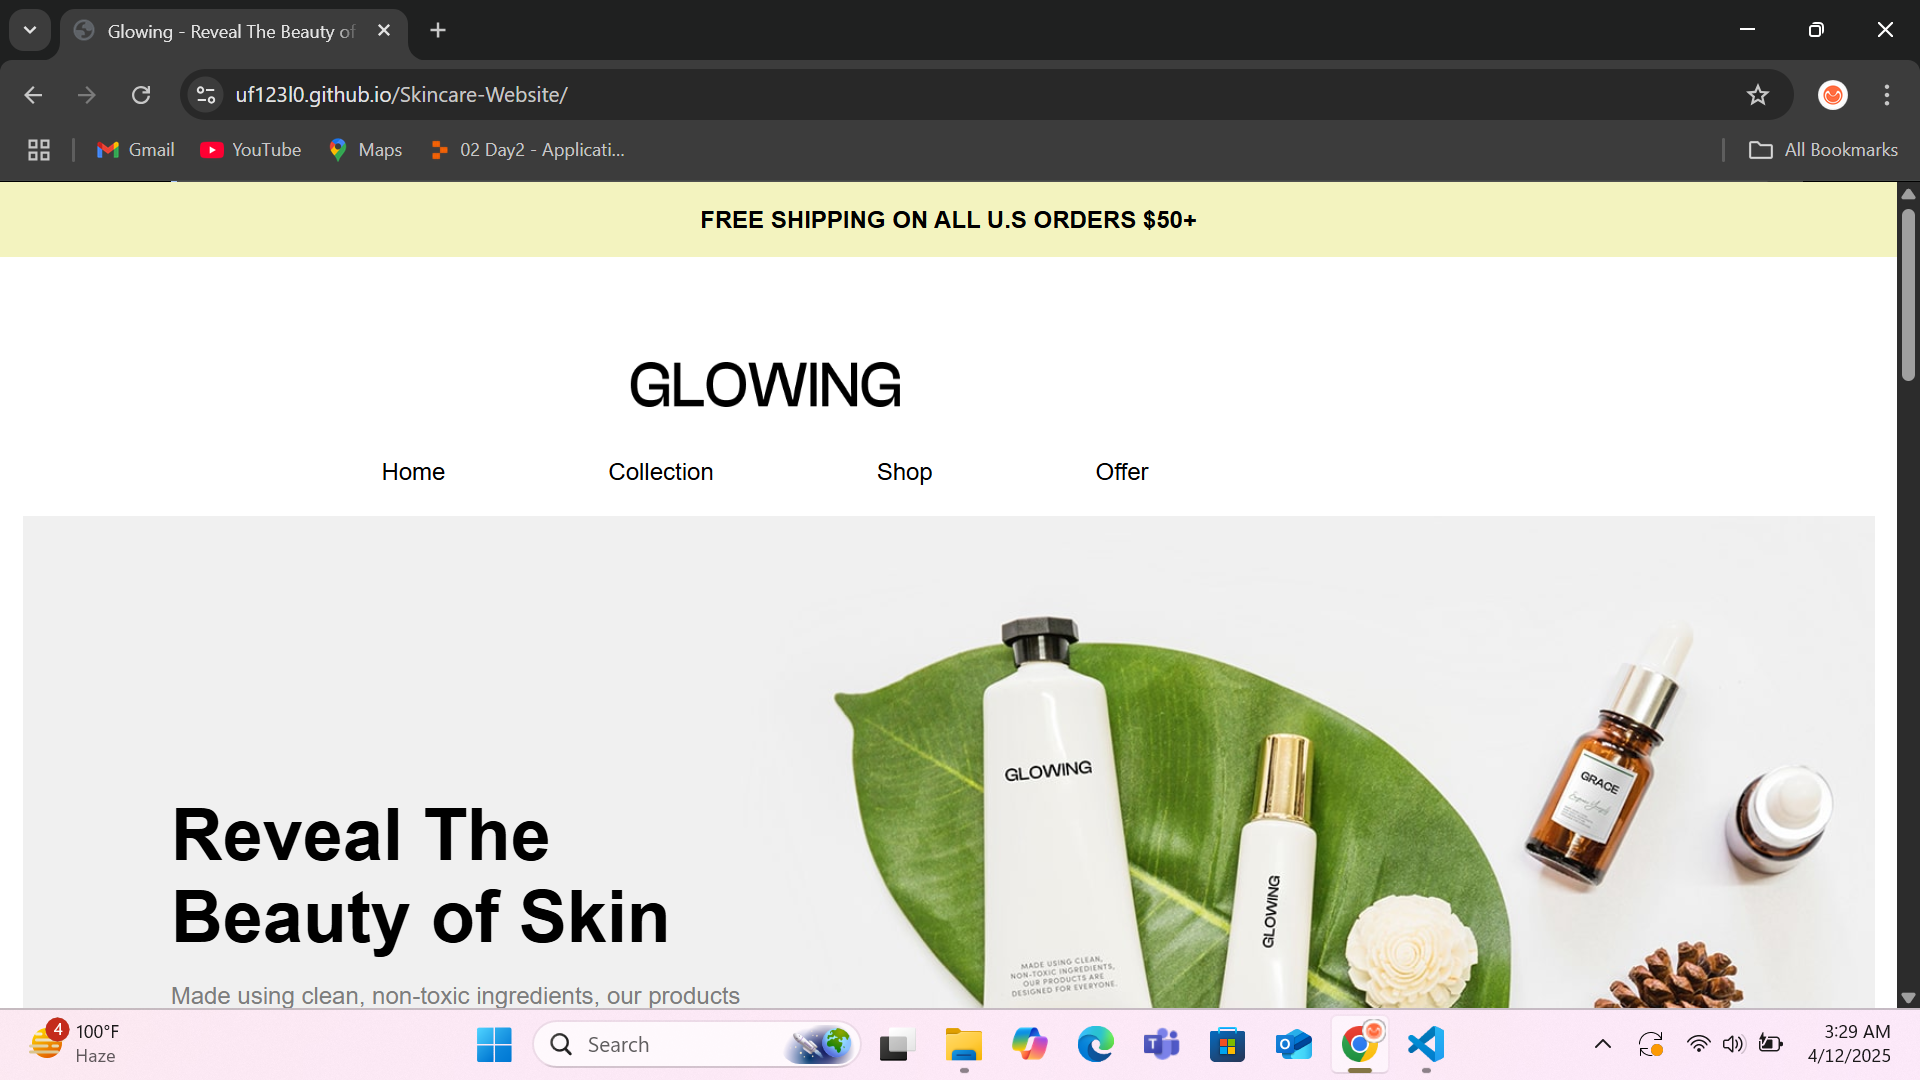 Glowing - Reveal The Beauty of
uf123l0.github.io/Skincare-Website/
Gmail
YouTube
Maps
02 Day2 - Applicati...
All Bookmarks
FREE SHIPPING ON ALL U.S ORDERS $50+
GLOWING
Home
Collection
Shop
Offer
Reveal The
Beauty of Skin
Made using clean, non-toxic ingredients, our products
GLOWING
MADE USING CLEAN,
NON-TOXIC INGREDIENTS,
OUR PRODUCTS ARE
DESIGNED FOR EVERYONE.
GLOWING
GRACE
4
100°F
Haze
Search
3:29 AM
4/12/2025